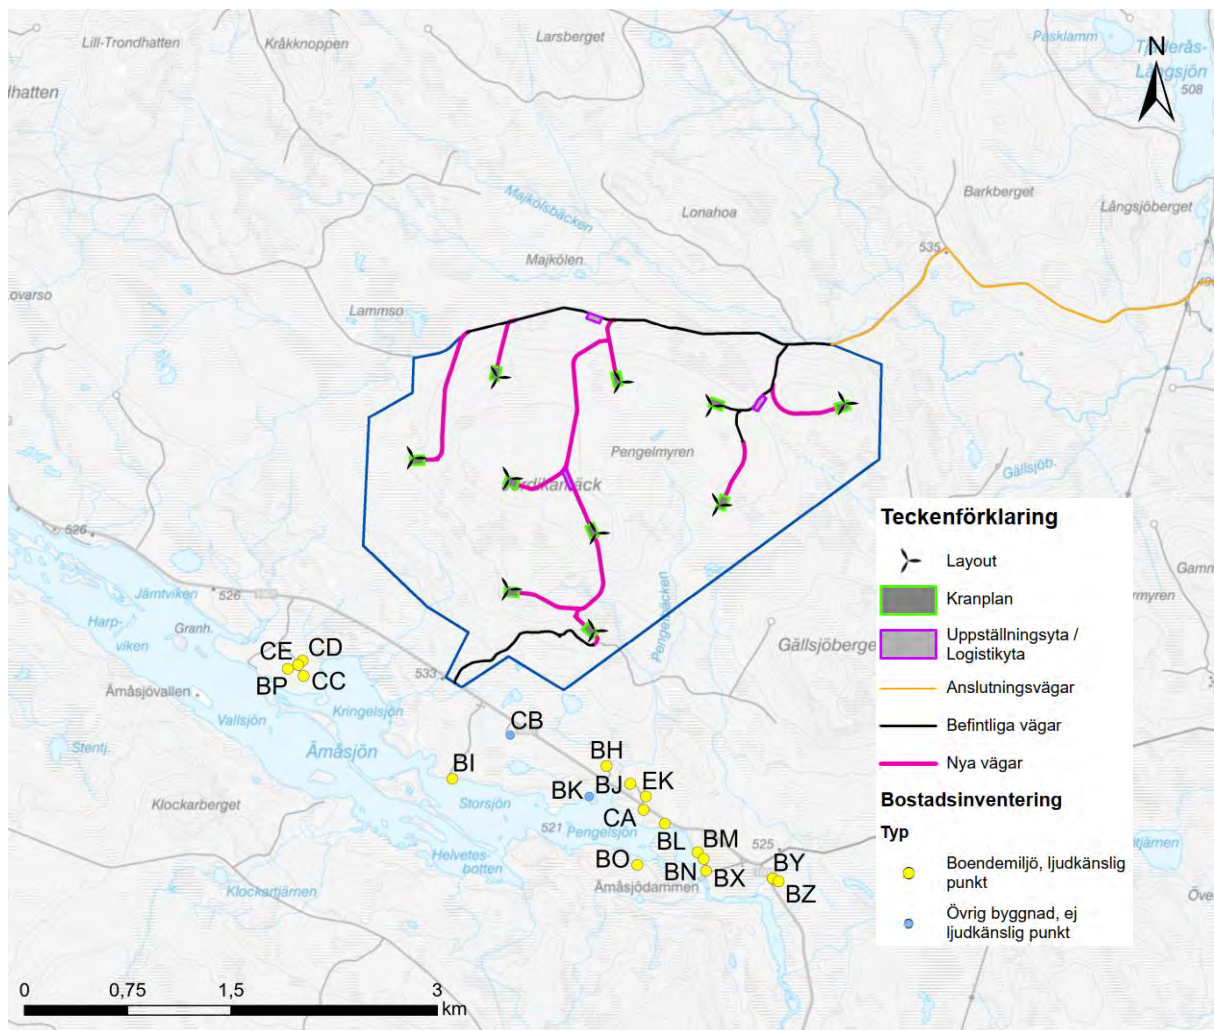 Lill-Trondhatten
Kråkknoppen
Larsberget
Pasklamm
N
Långsjön
508
lhatten
Barkberget
Långsjöberget
Majkolsbäcken
Lonahoa
535
Majkölen
Lovarso
Lammso
Pengelmyren
Gällsjöb.
526
526
Jämtviken
Harp-
viken
Granh.
Pengelbäcken
Gällsjöberge
CE
CD
BP
CC
533
Åmåsjövallen
Vallsjön
Kringelsjön
Stentj.
Åmåsjön
CB
BI
BH
BJ
EK
BK
CA
Storsjön
Klockarberget
521
Pengelsjön
BL
BM
525
Helvetes-
botten
BO
BN
BX
BY
BZ
Klockartjärnen
Åmåsjödammen
Teckenförklaring
Layout
Kranplan
Uppställningsyta /
Logistikyta
Anslutningsvägar
Befintliga vägar
Nya vägar
Bostadsinventering
Typ
Boendemiljö, ljudkänslig
punkt
Övrig byggnad, ej
ljudkänslig punkt
0 0,75 1,5 3
km